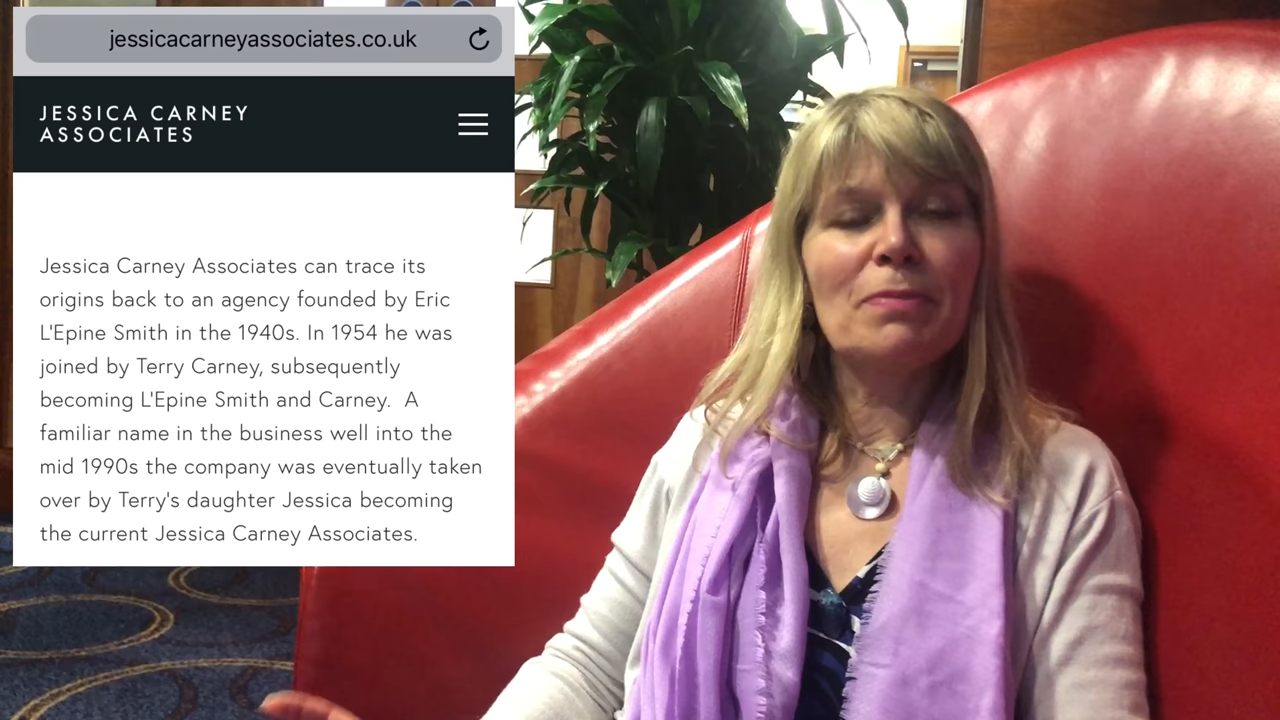 jessicacarneyassociates.co.uk
JESSICA CARNEY
ASSOCIATES
Jessica Carney Associates can trace its
origins back to an agency founded by Eric
L'Epine Smith in the 1940s. In 1954 he was
joined by Terry Carney, subsequently
becoming L'Epine Smith and Carney.  A
familiar name in the business well into the
mid 1990s the company was eventually taken
over by Terry's daughter Jessica becoming
the current Jessica Carney Associates.